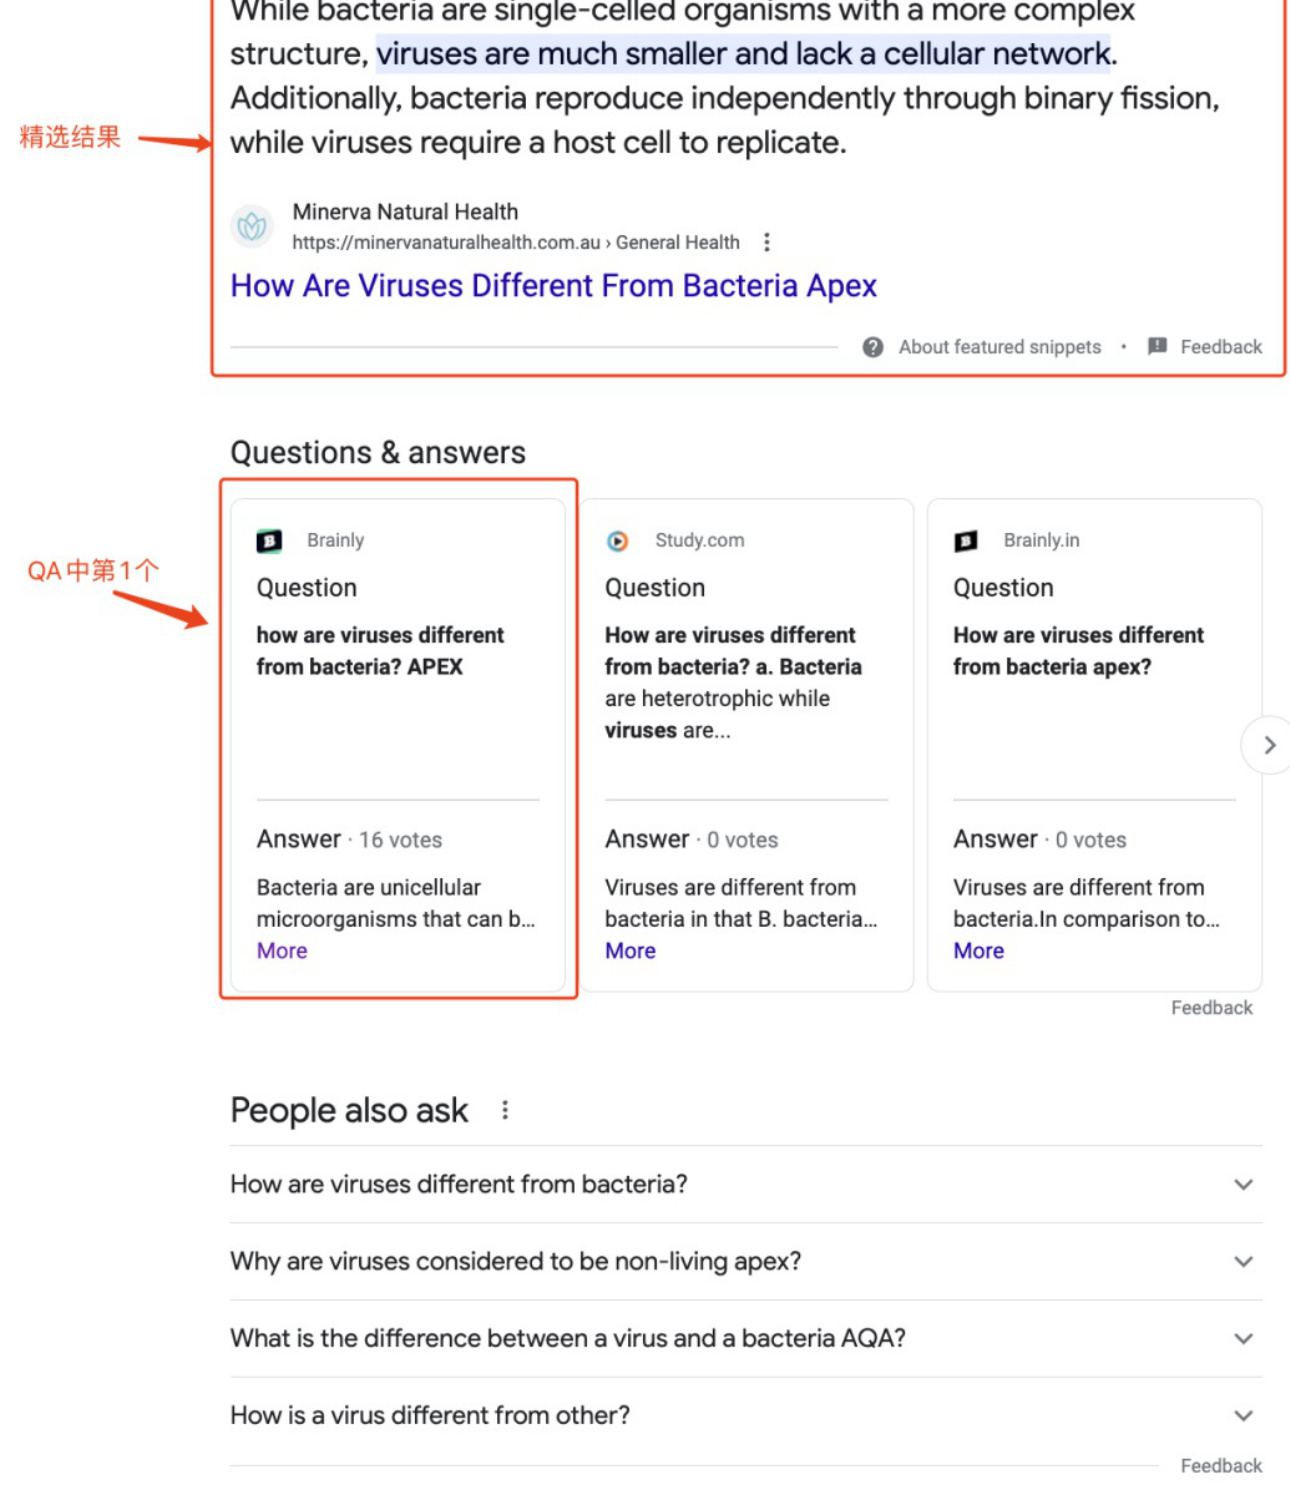 While bacteria are single-celled organisms with a more complex
structure, viruses are much smaller and lack a cellular network.
Additionally, bacteria reproduce independently through binary fission,
while viruses require a host cell to replicate.
精选结果
Minerva Natural Health
https://minervanaturalhealth.com.au › General Health
How Are Viruses Different From Bacteria Apex
About featured snippets • Feedback
Questions & answers
QA中第1个
Brainly
Question
how are viruses different
from bacteria? APEX
Answer · 16 votes
Bacteria are unicellular
microorganisms that can b...
More
Study.com
Question
How are viruses different
from bacteria? a. Bacteria
are heterotrophic while
viruses are...
Answer · 0 votes
Viruses are different from
bacteria in that B. bacteria...
More
Brainly.in
Question
How are viruses different
from bacteria apex?
Answer · 0 votes
Viruses are different from
bacteria.In comparison to...
More
Feedback
People also ask
How are viruses different from bacteria?
Why are viruses considered to be non-living apex?
What is the difference between a virus and a bacteria AQA?
How is a virus different from other?
Feedback